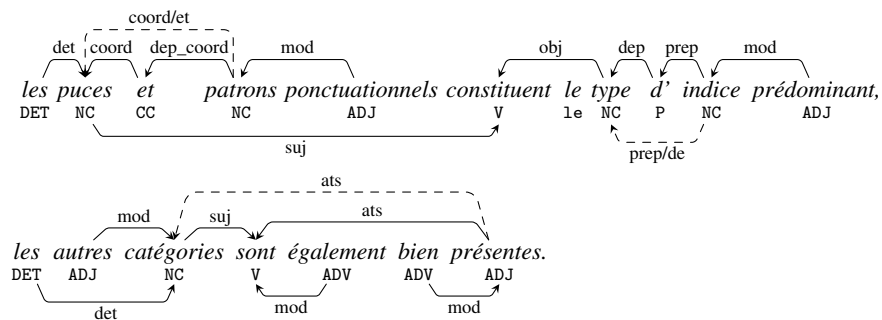 coord/et
det coord dep_coord mod obj dep prep mod
les puces et patrons ponctuationnels constituent le type d' indice prédominant,
DET NC CC NC ADJ V le NC P NC ADJ
suj prep/de
ats
mod suj ats
les autres catégories sont également bien présentes.
DET ADJ NC V ADV ADV ADJ
det mod mod